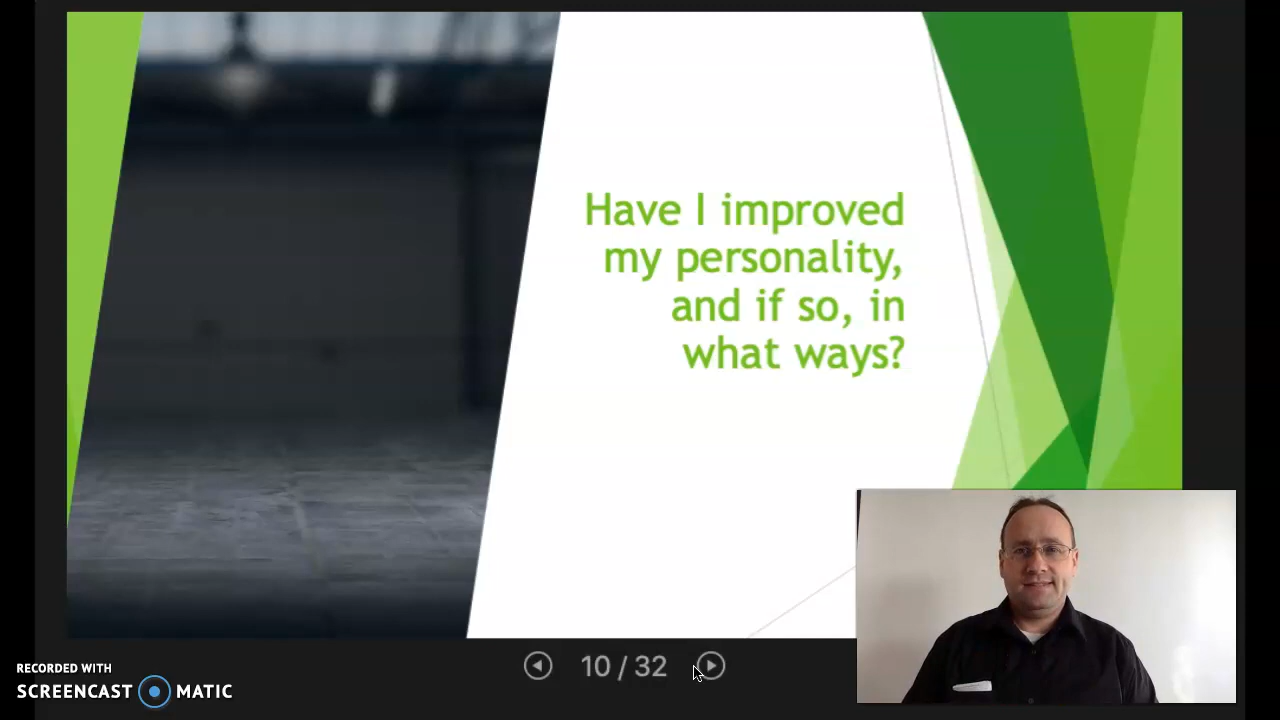 Have I improved
my personality,
and if so, in
what ways?
10 / 32
RECORDED WITH
SCREENCAST MATIC